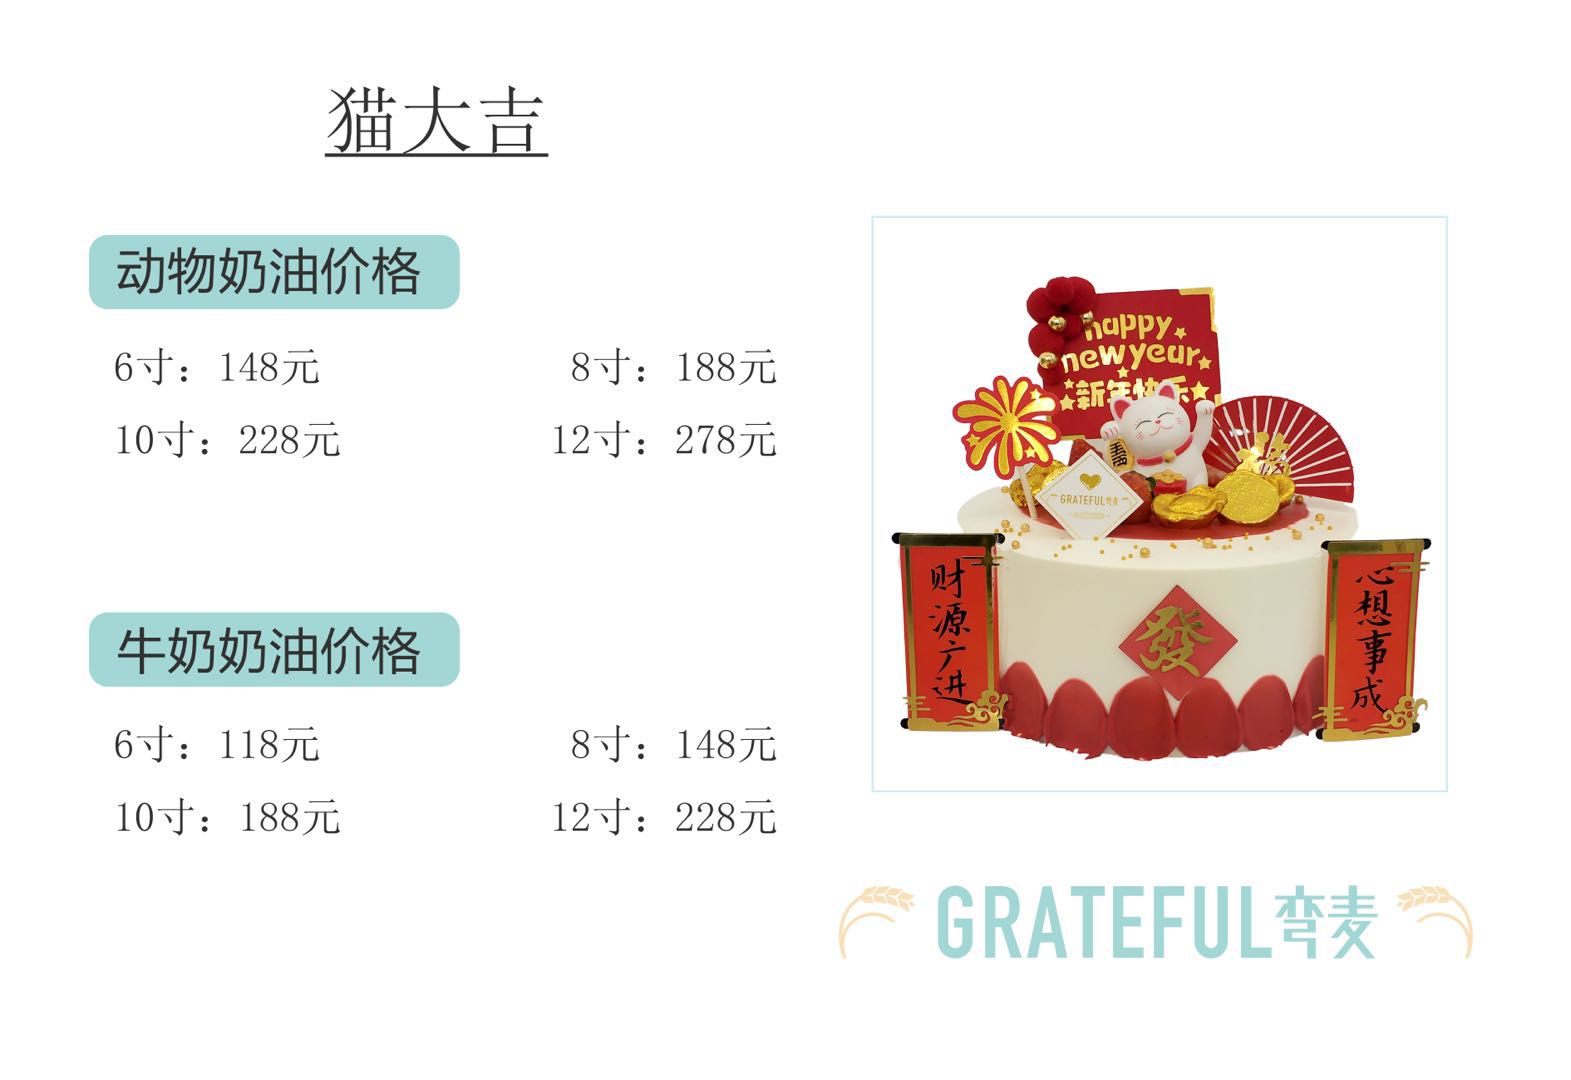 猫大吉
动物奶油价格
6寸：148元
8寸：188元
10寸：228元
12寸：278元
牛奶奶油价格
6寸：118元
8寸：148元
10寸：188元
12寸：228元
happy
new year
新年快乐
GRATEFUL弯麦
發
财源广进
心想事成
GRATEFUL弯麦